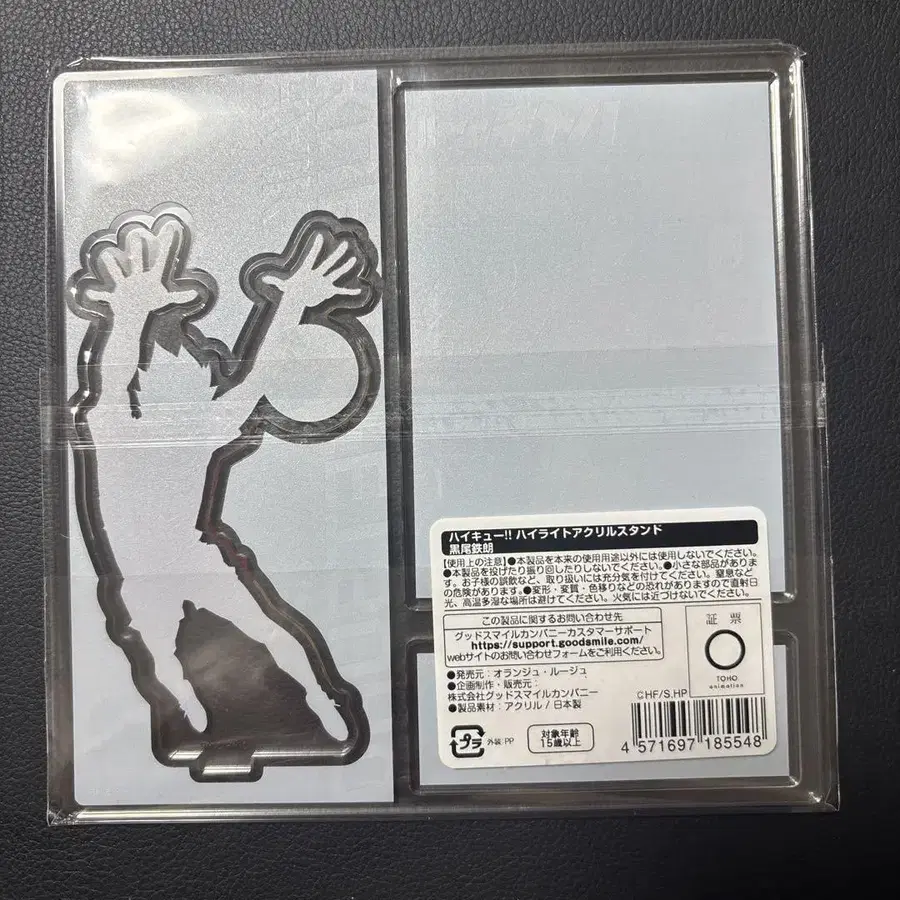 ハイキュー!! ハイライトアクリルスタンド
黒尾鉄朗
【使用上の注意】●本製品を本来の使用用途以外には使用しないでください。
●本製品を投げたり振り回したりしないでください。●小さな部品がありま
す。お子様の誤飲など、取り扱いには充分気を付けてください。窒息など
の危険があります。●変形・変質・色移りなどの恐れがありますので直射日
光、高温多湿な場所は避けてください。火気には近づけないでください。
この製品に関するお問い合わせ先
グッドスマイルカンパニーカスタマーサポート
https://support.goodsmile.com/
webサイトのお問い合わせフォームをご利用ください。
●発売元：オランジュ・ルージュ
●企画制作・販売元：
株式会社グッドスマイルカンパニー
●製品素材：アクリル / 日本製
プラ
外装:PP
対象年齢
15歳以上
証票
TOHO
animation
©HF/S,HP
4 571697 185548